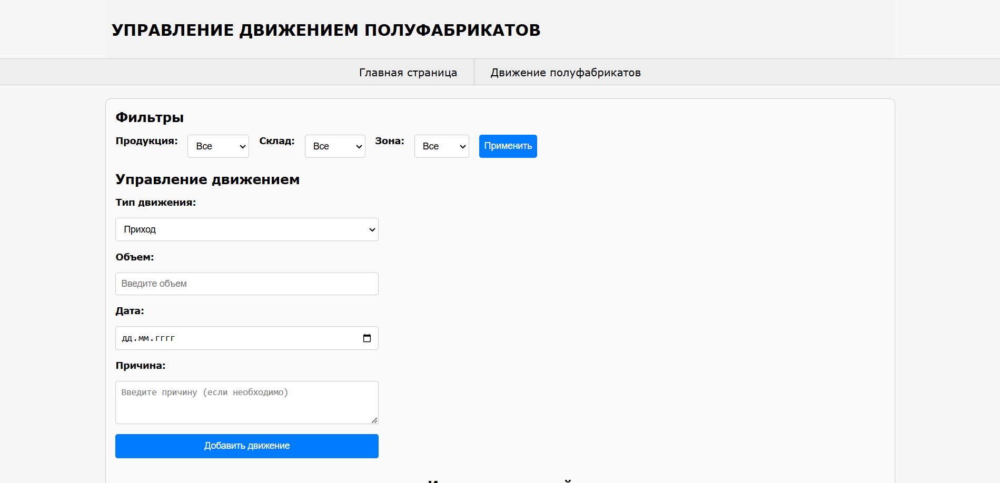 УПРАВЛЕНИЕ ДВИЖЕНИЕМ ПОЛУФАБРИКАТОВ
Главная страница Движение полуфабрикатов
Фильтры
Продукция: Все Склад: Все Зона: Все Применить
Управление движением
Тип движения:
Приход
Объем:
Введите объем
Дата:
дд.мм.гггг
Причина:
Введите причину (если необходимо)
Добавить движение